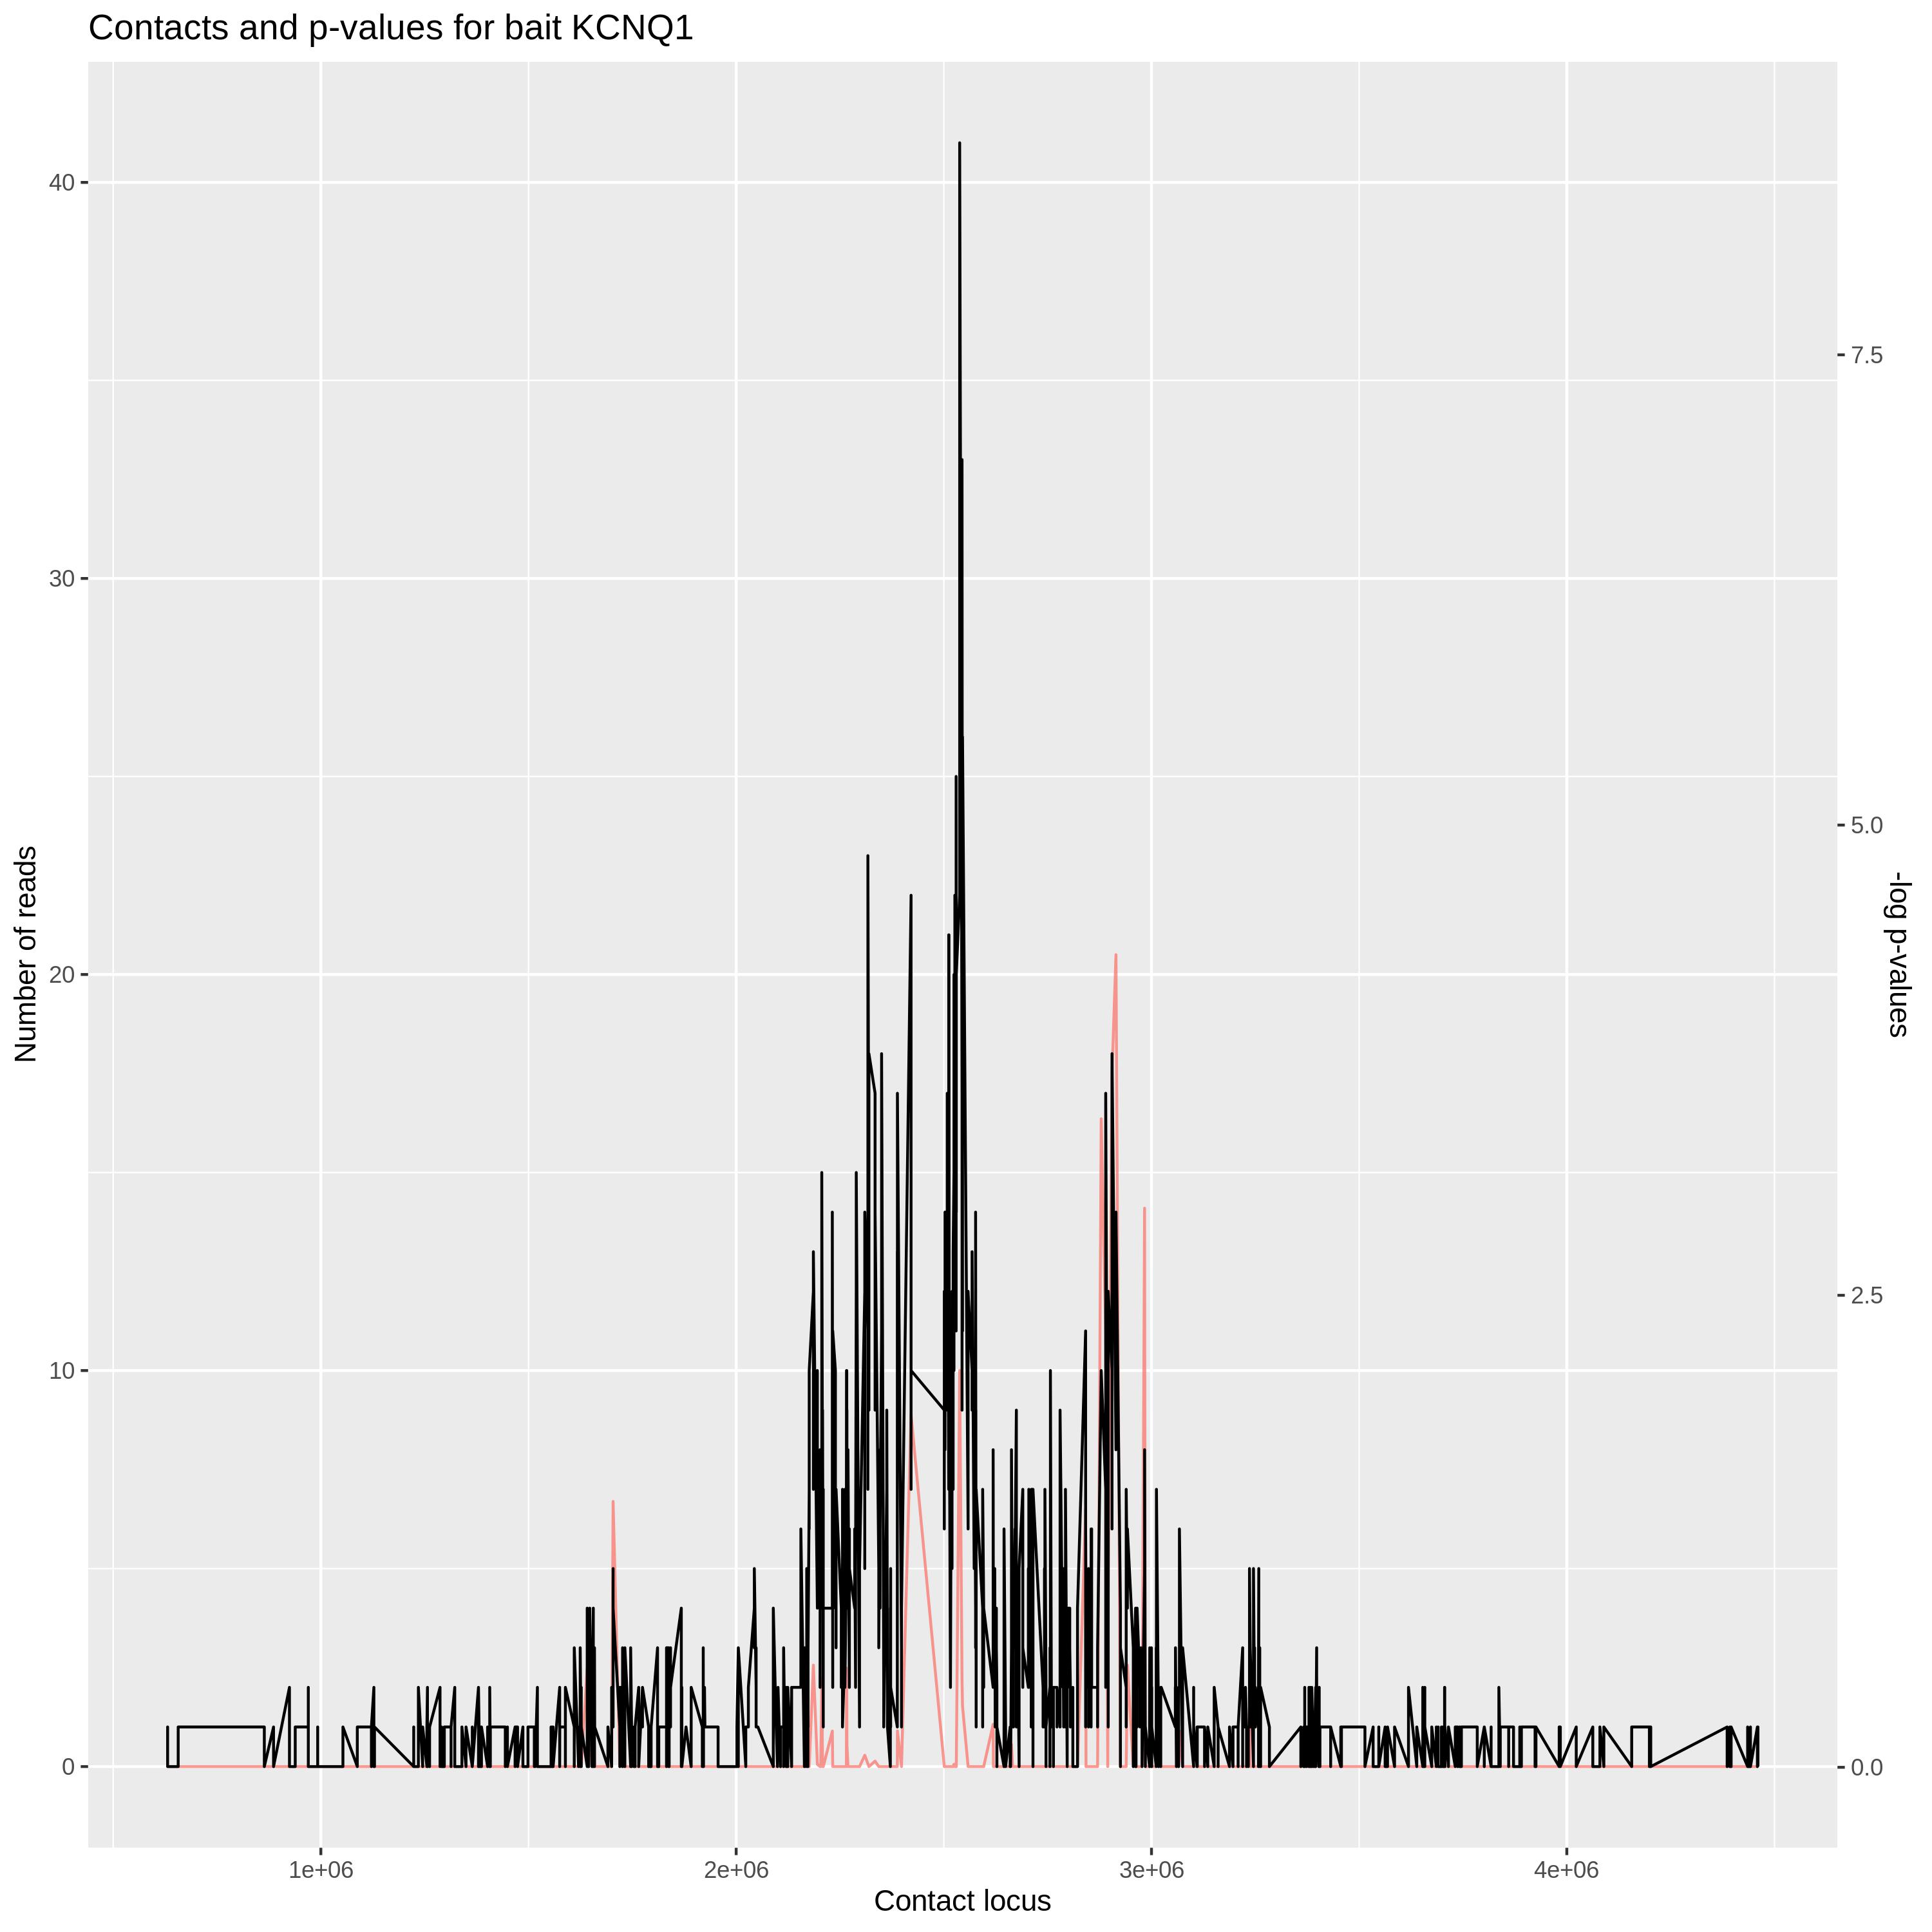 Contacts and p-values for bait KCNQ1
40
30
20
10
0
Number of reads
7.5
5.0
2.5
0.0
-log p-values
1e+06
2e+06
3e+06
4e+06
Contact locus